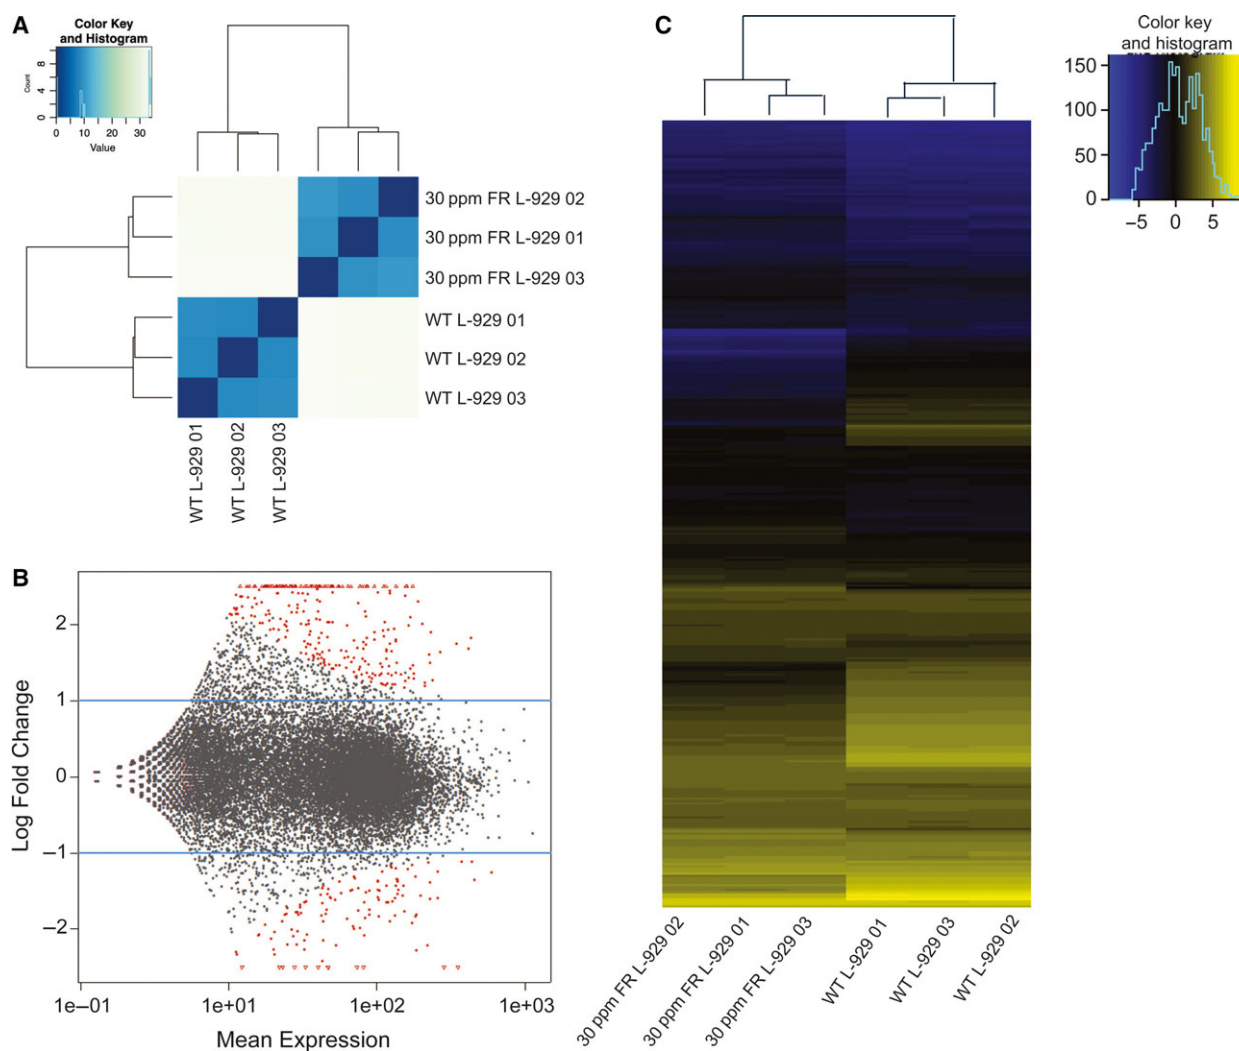 A
Color Key
and Histogram
Count
0
4
8
0
10
20
30
Value
30 ppm FR L-929 02
30 ppm FR L-929 01
30 ppm FR L-929 03
WT L-929 01
WT L-929 02
WT L-929 03
WT L-929 01
WT L-929 02
WT L-929 03
B
Log Fold Change
2
1
0
−1
−2
1e−01
1e+01
1e+02
1e+03
Mean Expression
C
Color key
and histogram
150
100
50
0
−5
0
5
30 ppm FR L-929 02
30 ppm FR L-929 01
30 ppm FR L-929 03
WT L-929 01
WT L-929 03
WT L-929 02